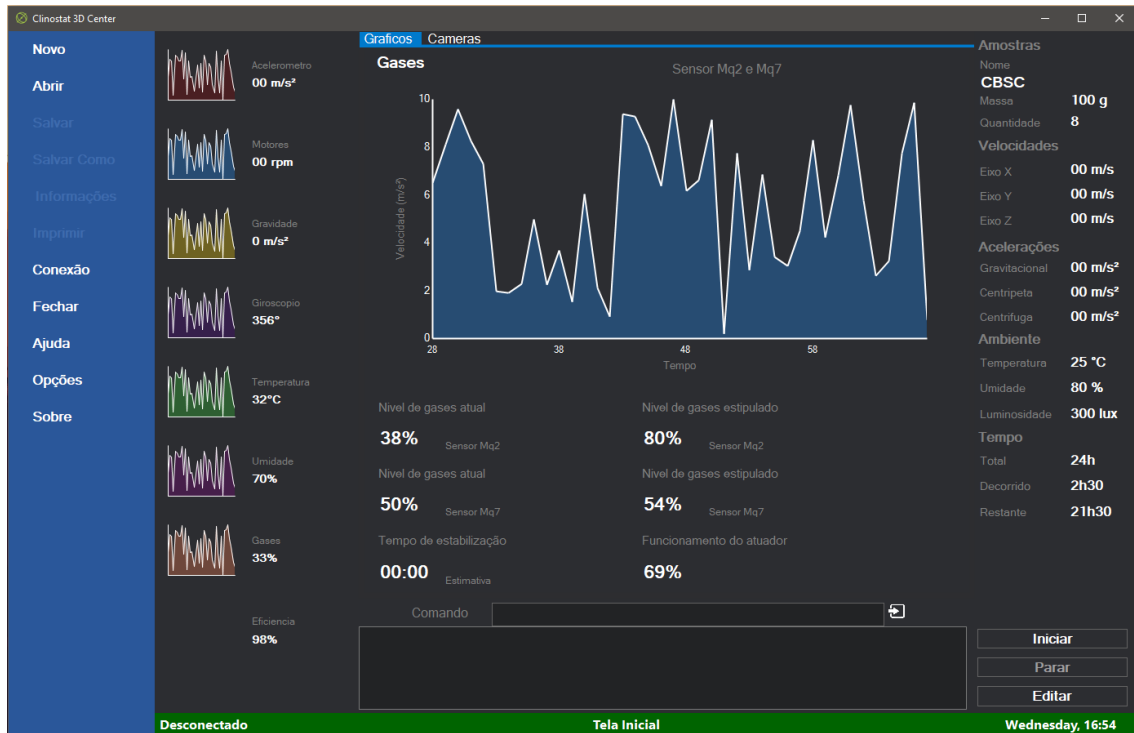 Clinostat 3D Center
Novo
Abrir
Salvar
Salvar Como
Informações
Imprimir
Conexão
Fechar
Ajuda
Opções
Sobre
Acelerometro
00 m/s²
Motores
00 rpm
Gravidade
0 m/s²
Giroscopio
356°
Temperatura
32°C
Umidade
70%
Gases
33%
Eficiencia
98%
Graficos Cameras
Gases
Sensor Mq2 e Mq7
Velocidade (m/s²)
10
8
6
4
2
0
28 38 48 58
Tempo
Nivel de gases atual Nivel de gases estipulado
38% Sensor Mq2 80% Sensor Mq2
Nivel de gases atual Nivel de gases estipulado
50% Sensor Mq7 54% Sensor Mq7
Tempo de estabilização Funcionamento do atuador
00:00 Estimativa 69%
Comando
Amostras
Nome
CBSC
Massa 100 g
Quantidade 8
Velocidades
Eixo X 00 m/s
Eixo Y 00 m/s
Eixo Z 00 m/s
Acelerações
Gravitacional 00 m/s²
Centripeta 00 m/s²
Centrifuga 00 m/s²
Ambiente
Temperatura 25 °C
Umidade 80 %
Luminosidade 300 lux
Tempo
Total 24h
Decorrido 2h30
Restante 21h30
Iniciar
Parar
Editar
Desconectado Tela Inicial Wednesday, 16:54